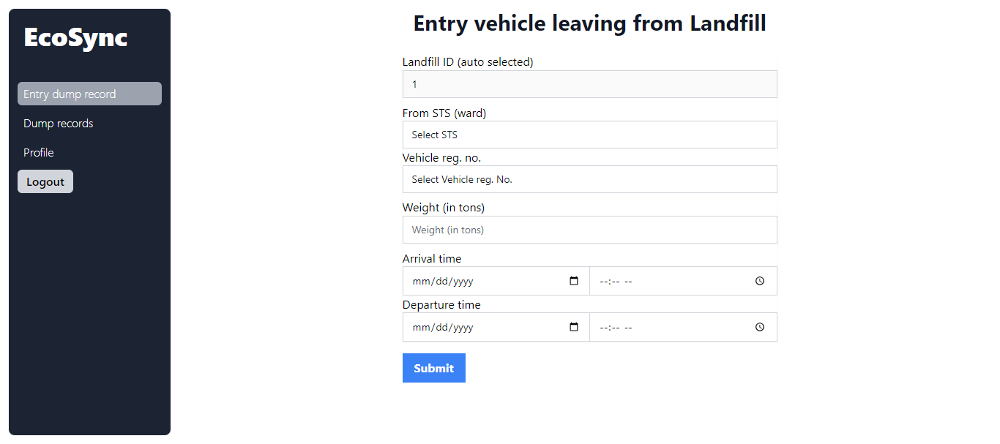 EcoSync
Entry dump record
Dump records
Profile
Logout
Entry vehicle leaving from Landfill
Landfill ID (auto selected)
1
From STS (ward)
Select STS
Vehicle reg. no.
Select Vehicle reg. No.
Weight (in tons)
Weight (in tons)
Arrival time
mm/dd/yyyy --:-- --
Departure time
mm/dd/yyyy --:-- --
Submit